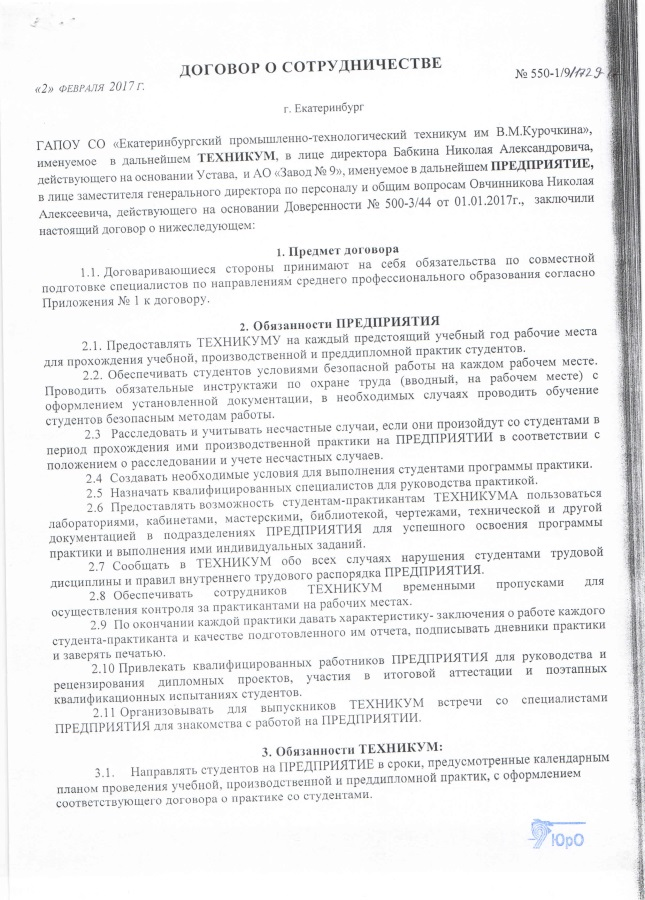 ДОГОВОР О СОТРУДНИЧЕСТВЕ
«2» ФЕВРАЛЯ 2017 г.
№ 550-1/9/1729-
г. Екатеринбург
ГАПОУ СО «Екатеринбургский промышленно-технологический техникум им В.М.Курочкина»,
именуемое в дальнейшем ТЕХНИКУМ, в лице директора Бабкина Николая Александровича,
действующего на основании Устава, и АО «Завод № 9», именуемое в дальнейшем ПРЕДПРИЯТИЕ,
в лице заместителя генерального директора по персоналу и общим вопросам Овчинникова Николая
Алексеевича, действующего на основании Доверенности № 500-3/44 от 01.01.2017г., заключили
настоящий договор о нижеследующем:
1. Предмет договора
1.1. Договаривающиеся стороны принимают на себя обязательства по совместной
подготовке специалистов по направлениям среднего профессионального образования согласно
Приложения № 1 к договору.
2. Обязанности ПРЕДПРИЯТИЯ
2.1. Предоставлять ТЕХНИКУМУ на каждый предстоящий учебный год рабочие места
для прохождения учебной, производственной и преддипломной практик студентов.
2.2. Обеспечивать студентов условиями безопасной работы на каждом рабочем месте.
Проводить обязательные инструктажи по охране труда (вводный, на рабочем месте) с
оформлением установленной документации, в необходимых случаях проводить обучение
студентов безопасным методам работы.
2.3 Расследовать и учитывать несчастные случаи, если они произойдут со студентами в
период прохождения ими производственной практики на ПРЕДПРИЯТИИ в соответствии с
положением о расследовании и учете несчастных случаев.
2.4 Создавать необходимые условия для выполнения студентами программы практики.
2.5 Назначать квалифицированных специалистов для руководства практикой.
2.6 Предоставлять возможность студентам-практикантам ТЕХНИКУМА пользоваться
лабораториями, кабинетами, мастерскими, библиотекой, чертежами, технической и другой
документацией в подразделениях ПРЕДПРИЯТИЯ для успешного освоения программы
практики и выполнения ими индивидуальных заданий.
2.7 Сообщать в ТЕХНИКУМ обо всех случаях нарушения студентами трудовой
дисциплины и правил внутреннего трудового распорядка ПРЕДПРИЯТИЯ.
2.8 Обеспечивать сотрудников ТЕХНИКУМ временными пропусками для
осуществления контроля за практикантами на рабочих местах.
2.9 По окончании каждой практики давать характеристику- заключения о работе каждого
студента-практиканта и качестве подготовленного им отчета, подписывать дневники практики
и заверять печатью.
2.10 Привлекать квалифицированных работников ПРЕДПРИЯТИЯ для руководства и
рецензирования дипломных проектов, участия в итоговой аттестации и поэтапных
квалификационных испытаниях студентов.
2.11 Организовывать для выпускников ТЕХНИКУМ встречи со специалистами
ПРЕДПРИЯТИЯ для знакомства с работой на ПРЕДПРИЯТИИ.
3. Обязанности ТЕХНИКУМ:
3.1. Направлять студентов на ПРЕДПРИЯТИЕ в сроки, предусмотренные календарным
планом проведения учебной, производственной и преддипломной практик, с оформлением
соответствующего договора о практике со студентами.
ЮрО